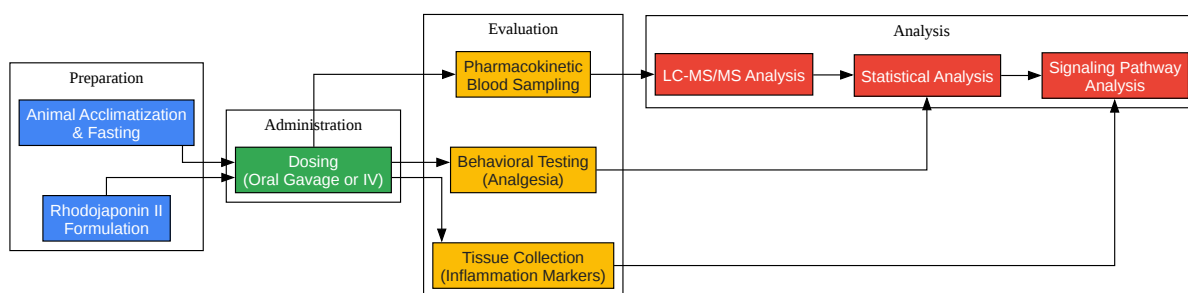 Preparation
Animal Acclimatization
& Fasting
Rhodojaponin II
Formulation
Administration
Dosing
(Oral Gavage or IV)
Evaluation
Pharmacokinetic
Blood Sampling
Behavioral Testing
(Analgesia)
Tissue Collection
(Inflammation Markers)
Analysis
LC-MS/MS Analysis
Statistical Analysis
Signaling Pathway
Analysis